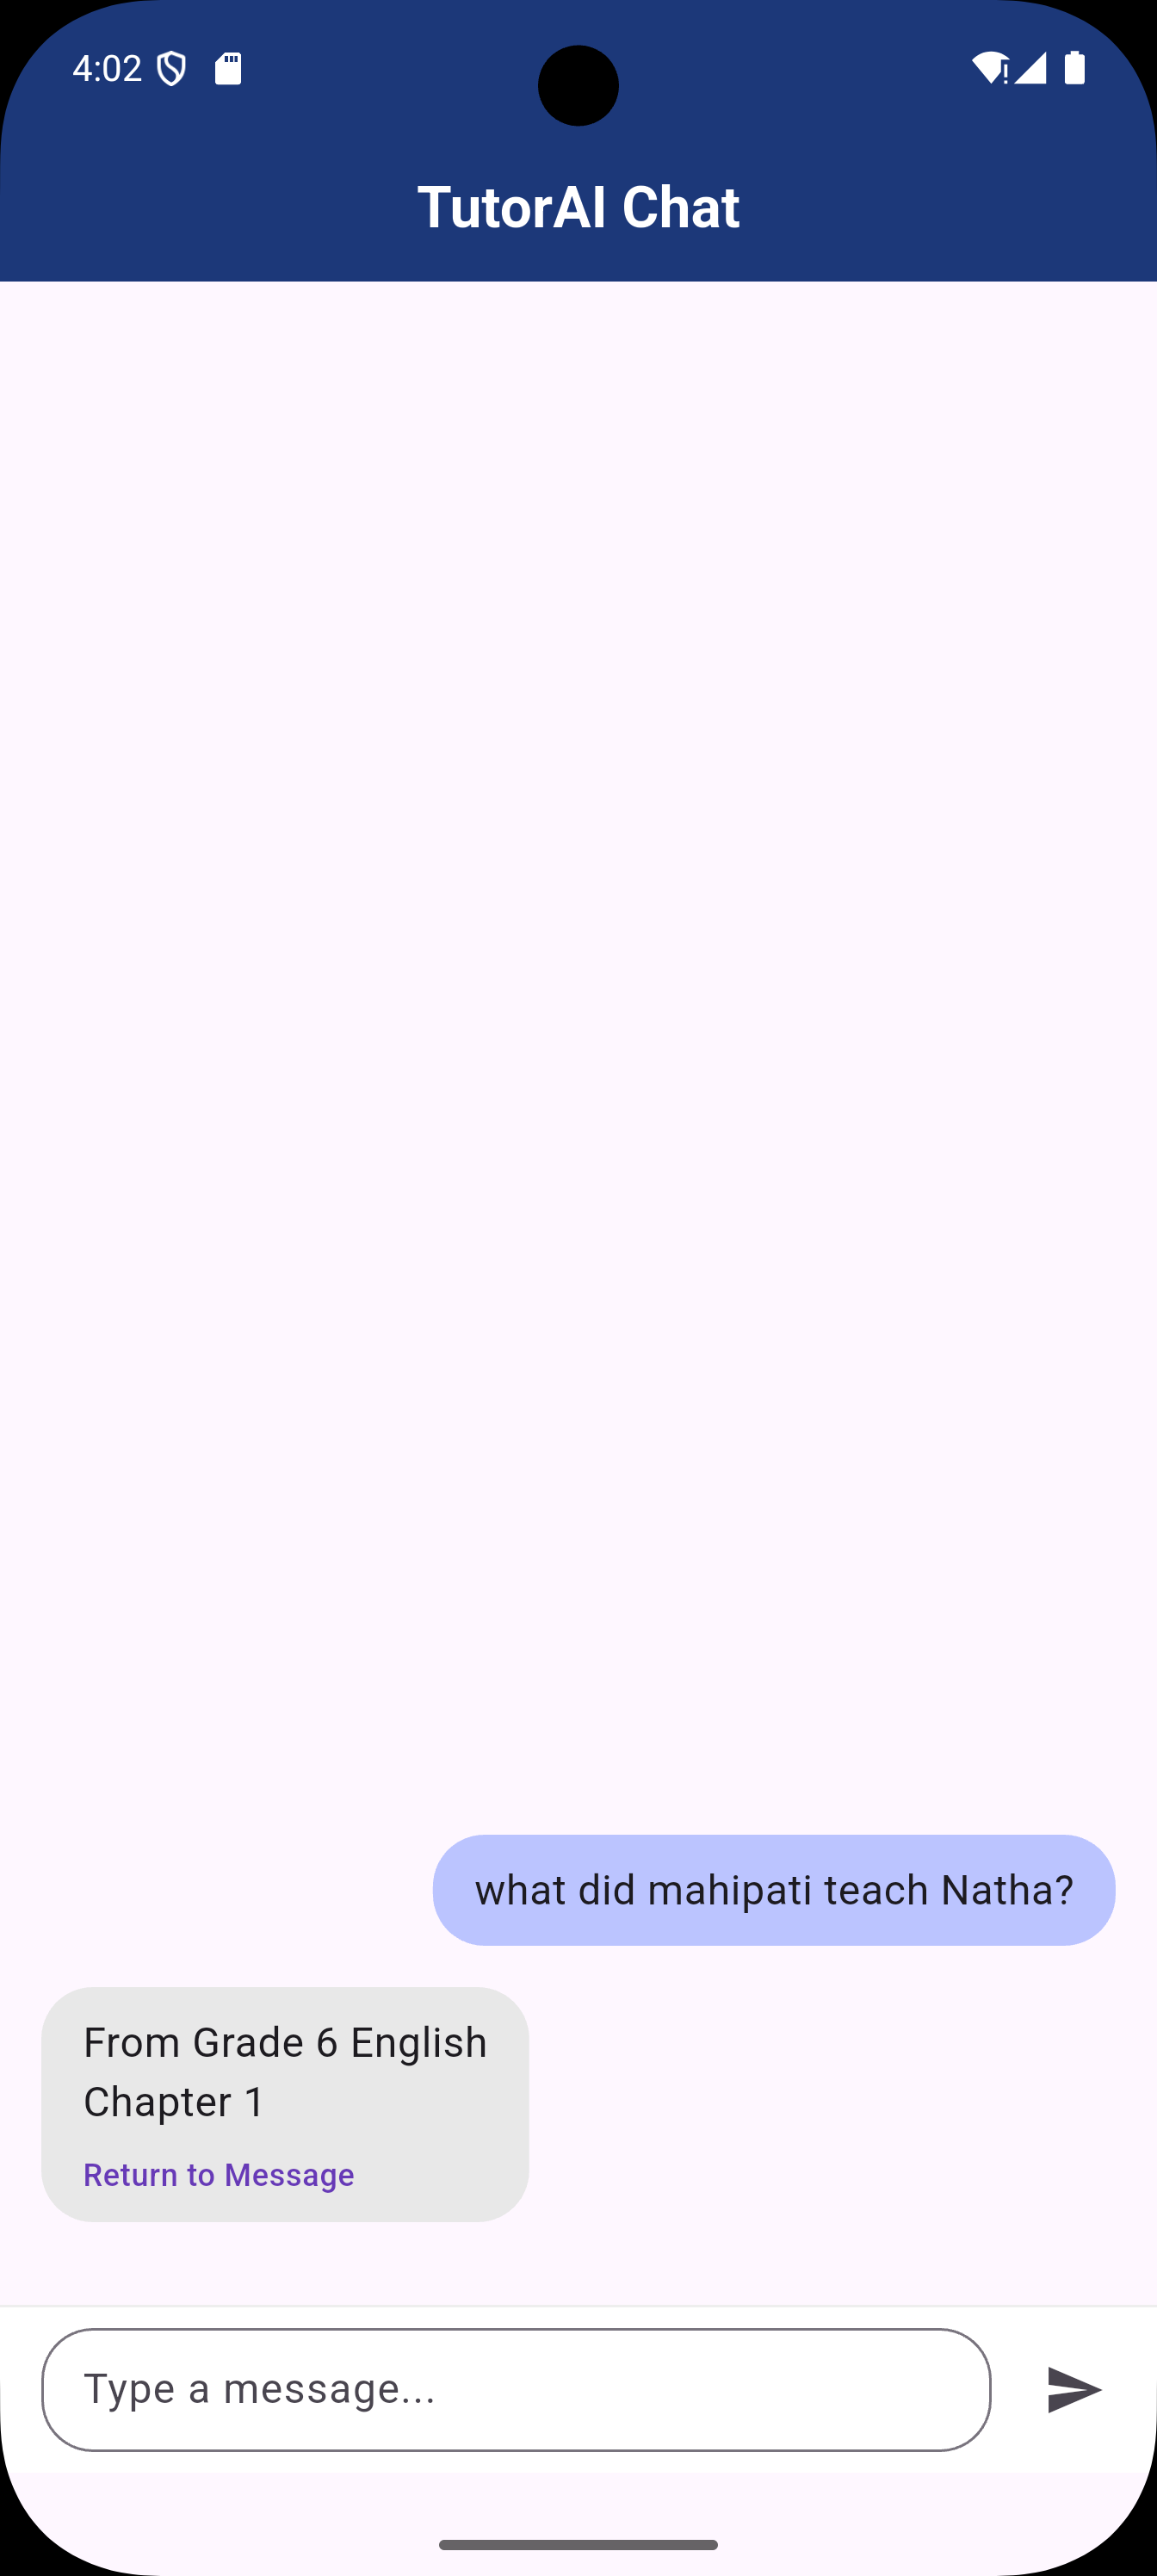 4:02
TutorAI Chat
what did mahipati teach Natha?
From Grade 6 English
Chapter 1
Return to Message
Type a message...